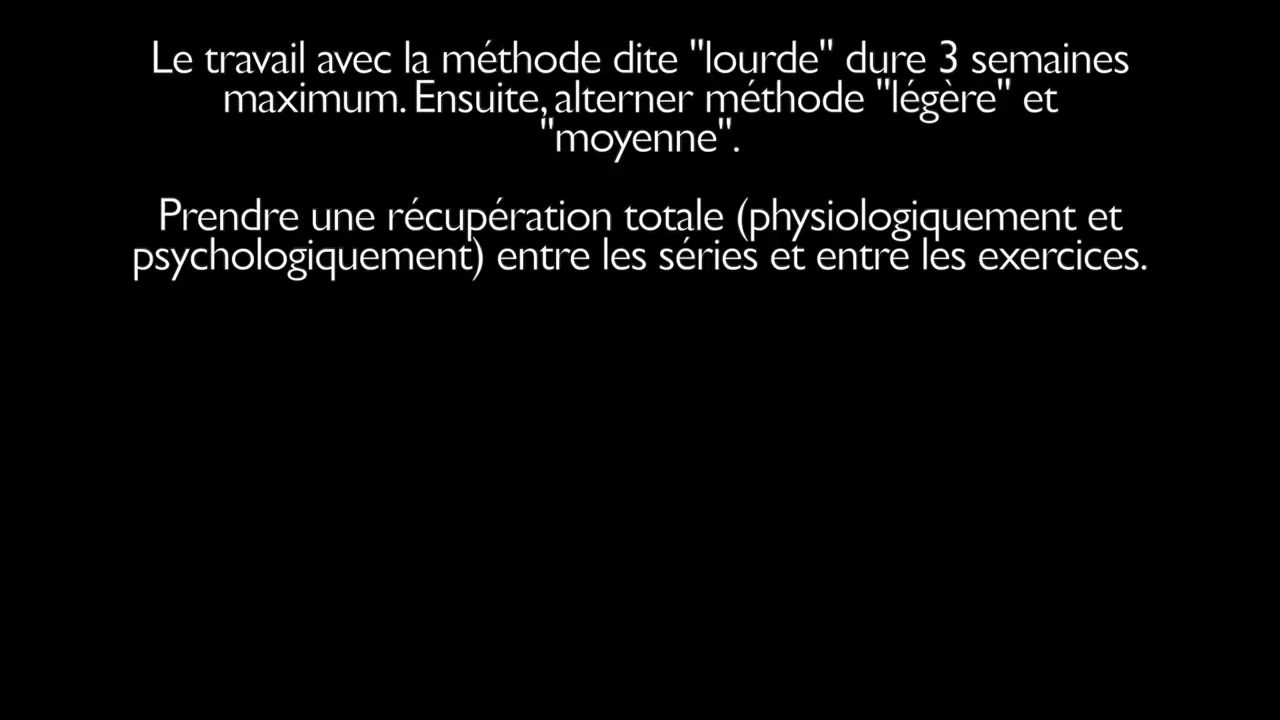 Le travail avec la méthode dite "lourde" dure 3 semaines
maximum. Ensuite, alterner méthode "légère" et
"moyenne".
Prendre une récupération totale (physiologiquement et
psychologiquement) entre les séries et entre les exercices.